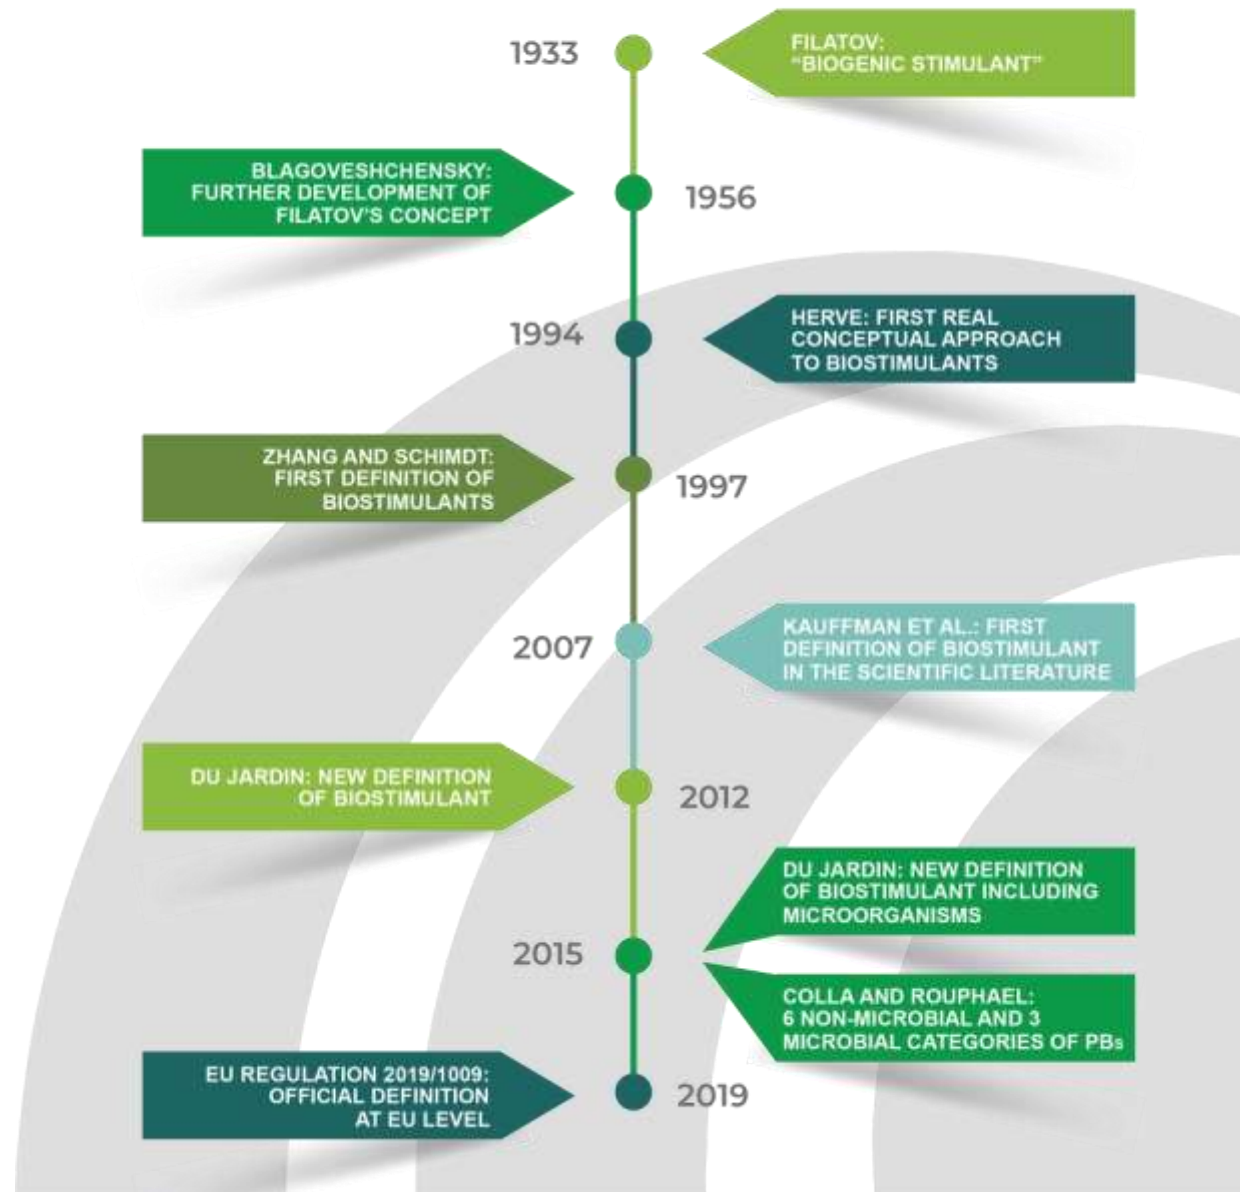 1933
FILATOV:
“BIOGENIC STIMULANT”
BLAGOVESHCHENSKY:
FURTHER DEVELOPMENT OF
FILATOV'S CONCEPT
1956
1994
HERVE: FIRST REAL
CONCEPTUAL APPROACH
TO BIOSTIMULANTS
ZHANG AND SCHIMDT:
FIRST DEFINITION OF
BIOSTIMULANTS
1997
2007
KAUFFMAN ET AL.: FIRST
DEFINITION OF BIOSTIMULANT
IN THE SCIENTIFIC LITERATURE
DU JARDIN: NEW DEFINITION
OF BIOSTIMULANT
2012
2015
DU JARDIN: NEW DEFINITION
OF BIOSTIMULANT INCLUDING
MICROORGANISMS
COLLA AND ROUPHAEL:
6 NON-MICROBIAL AND 3
MICROBIAL CATEGORIES OF PBs
EU REGULATION 2019/1009:
OFFICIAL DEFINITION
AT EU LEVEL
2019